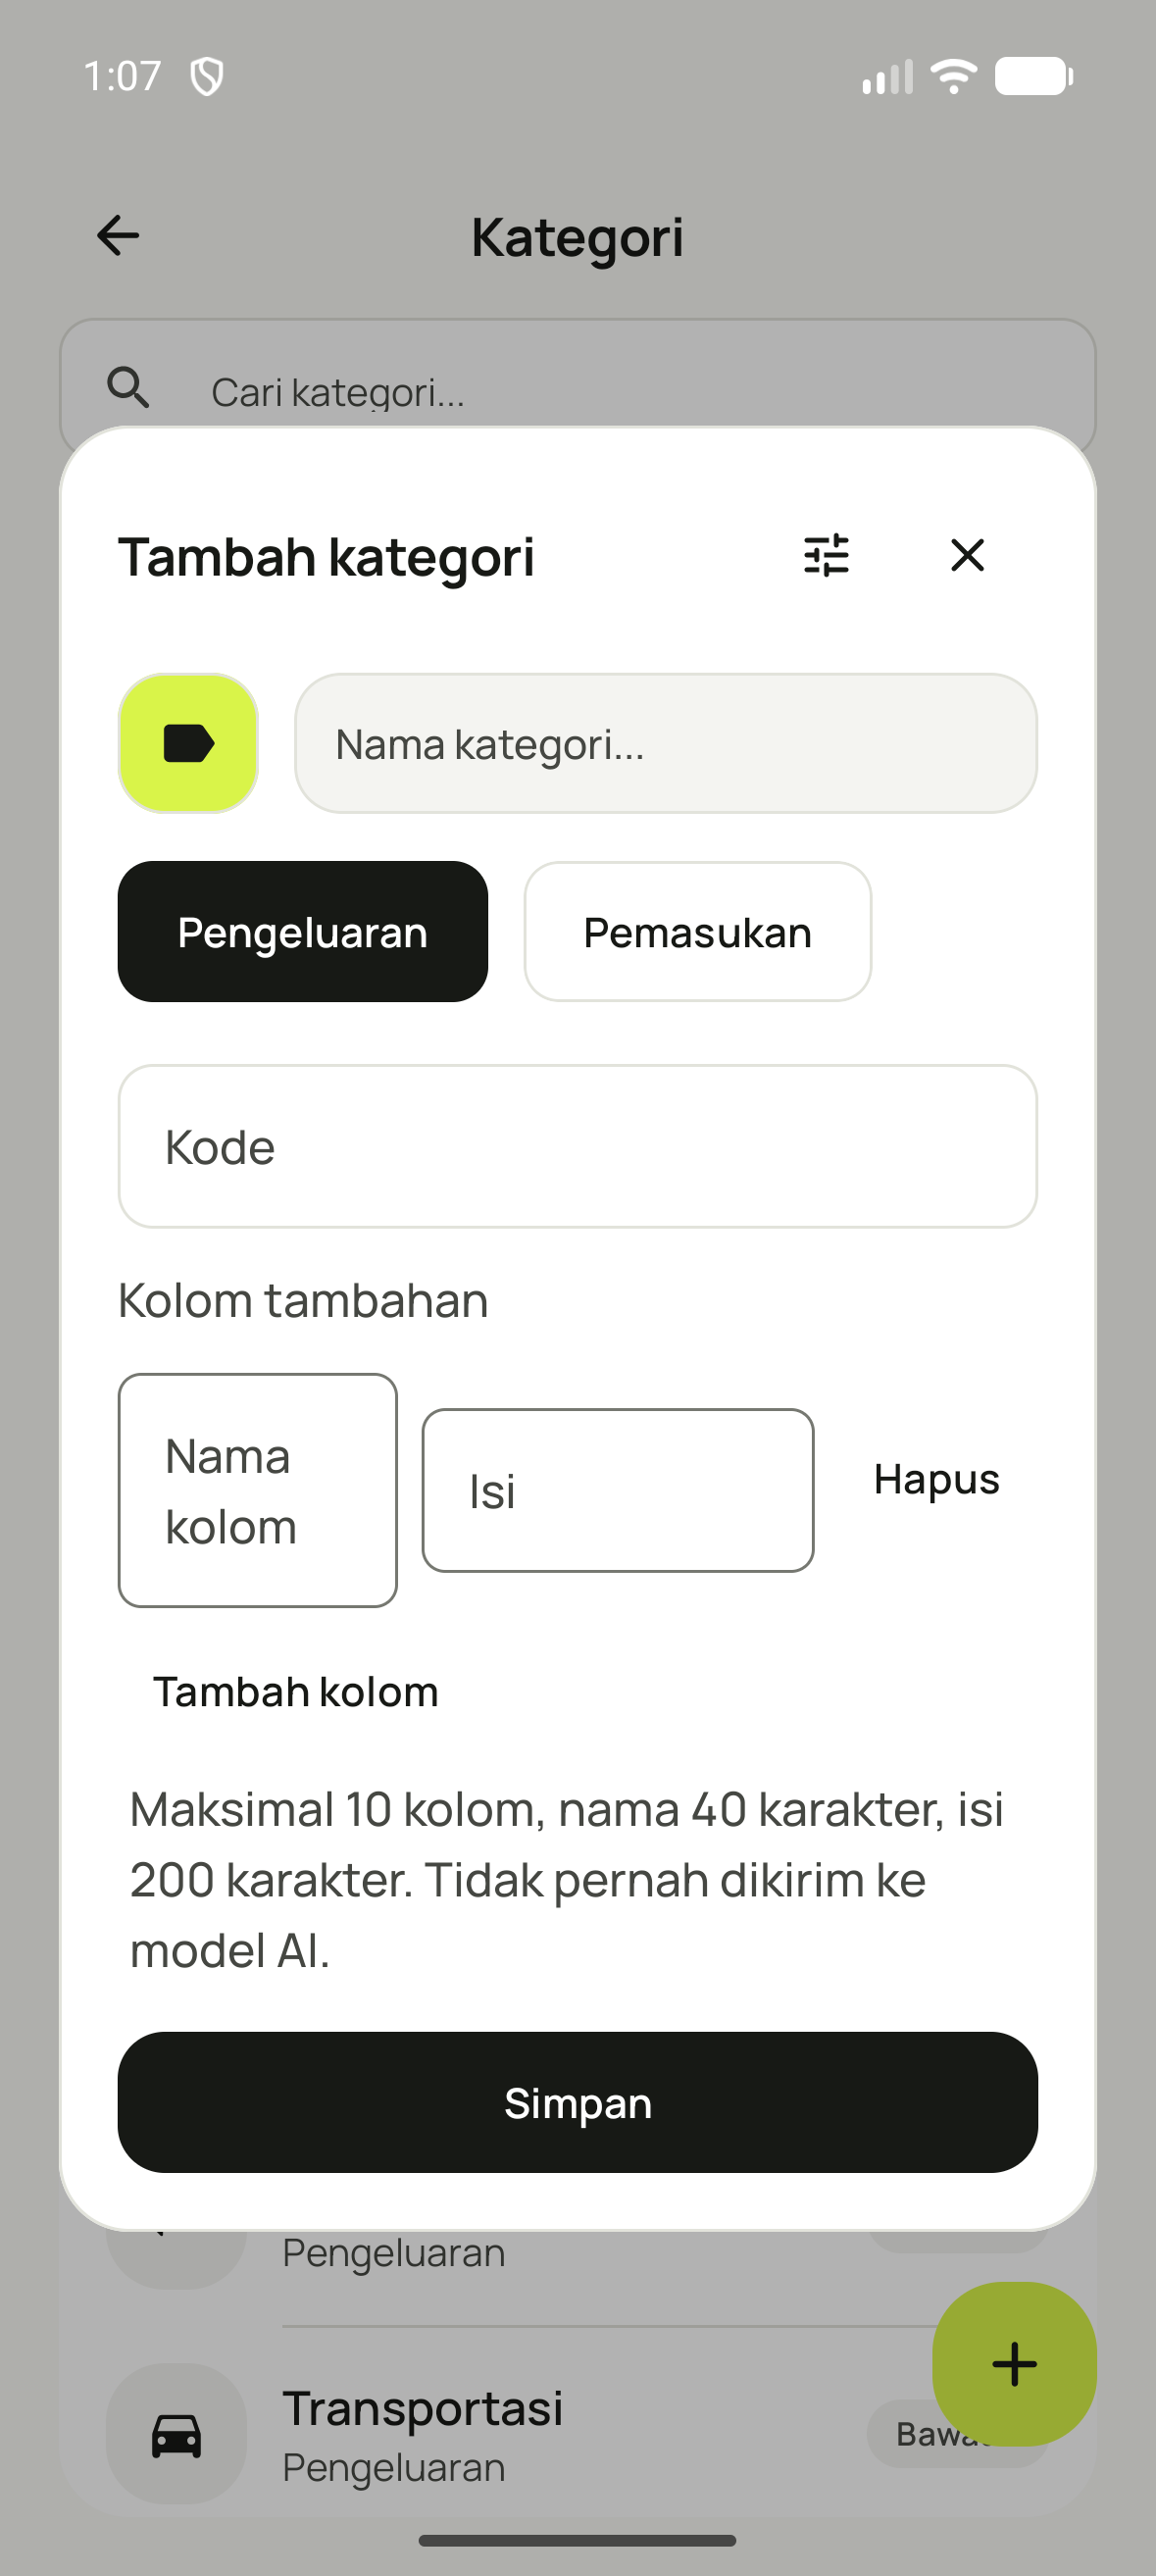 1:07
Kategori
Cari kategori...
Tambah kategori
Nama kategori...
Pengeluaran
Pemasukan
Kode
Kolom tambahan
Nama
kolom
Isi
Hapus
Tambah kolom
Maksimal 10 kolom, nama 40 karakter, isi
200 karakter. Tidak pernah dikirim ke
model AI.
Simpan
Pengeluaran
Transportasi
Pengeluaran